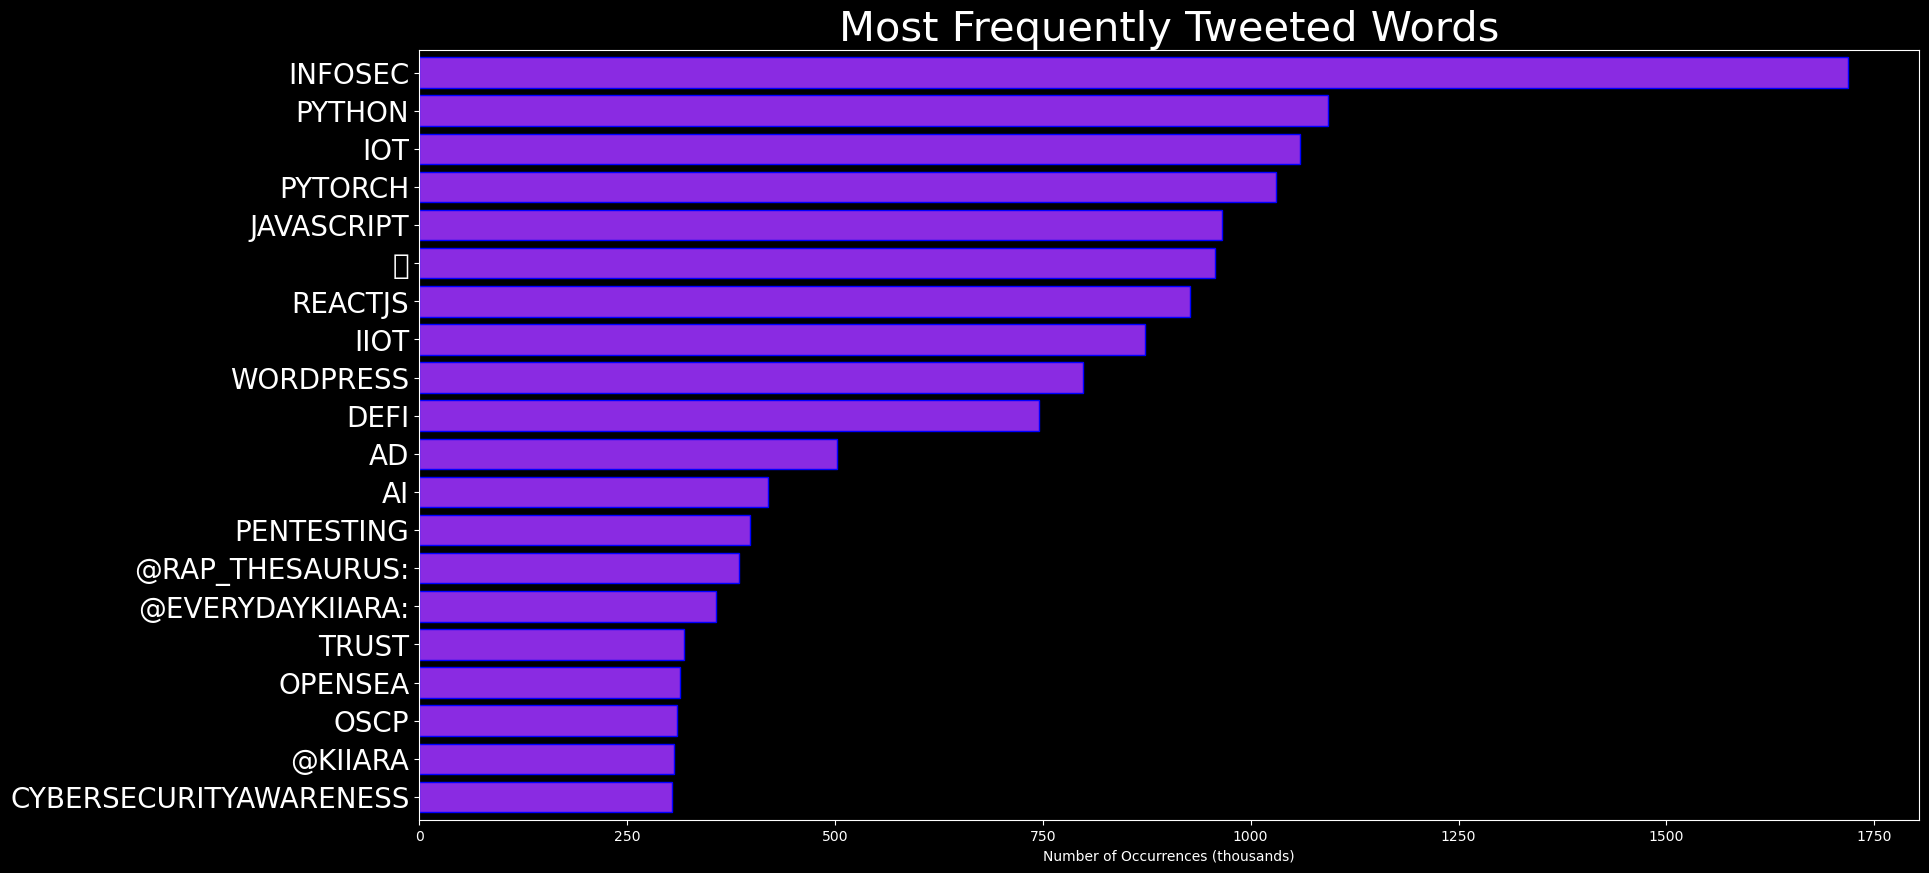 Most Frequently Tweeted Words
INFOSEC
PYTHON
IOT
PYTORCH
JAVASCRIPT
REACTJS
IIOT
WORDPRESS
DEFI
AD
AI
PENTESTING
@RAP_THESAURUS:
@EVERYDAYKIIARA:
TRUST
OPENSEA
OSCP
@KIIARA
CYBERSECURITYAWARENESS
0 250 500 750 1000 1250 1500 1750
Number of Occurrences (thousands)